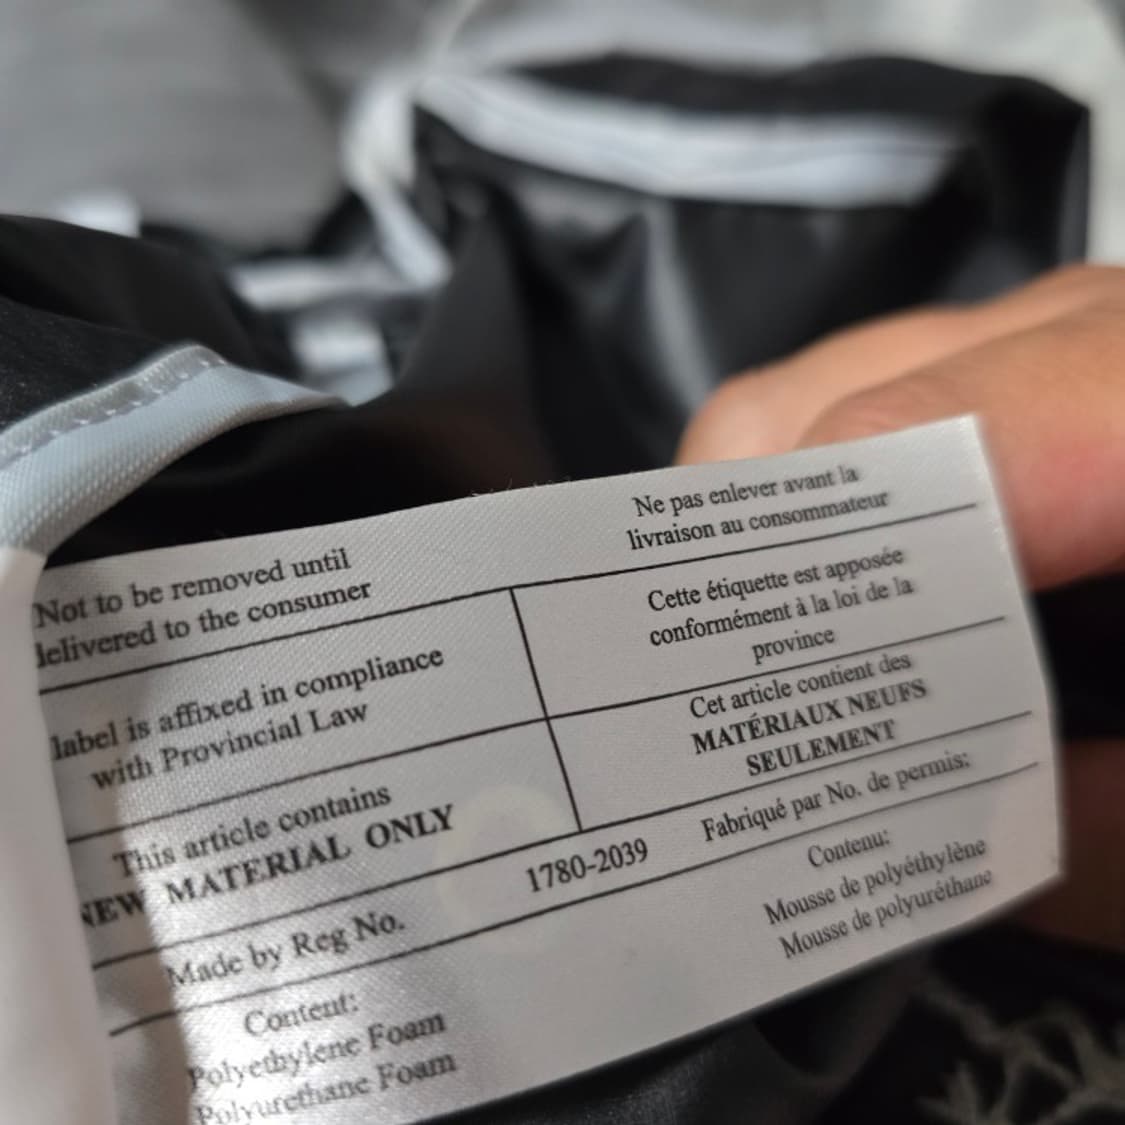 Not to be removed until
delivered to the consumer
Ne pas enlever avant la
livraison au consommateur
label is affixed in compliance
with Provincial Law
Cette étiquette est apposée
conformément à la loi de la
province
This article contains
NEW MATERIAL ONLY
Cet article contient des
MATÉRIAUX NEUFS
SEULEMENT
Made by Reg No.
1780-2039
Fabriqué par No. de permis:
Content:
Polyethylene Foam
Polyurethane Foam
Contenu:
Mousse de polyéthylène
Mousse de polyuréthane